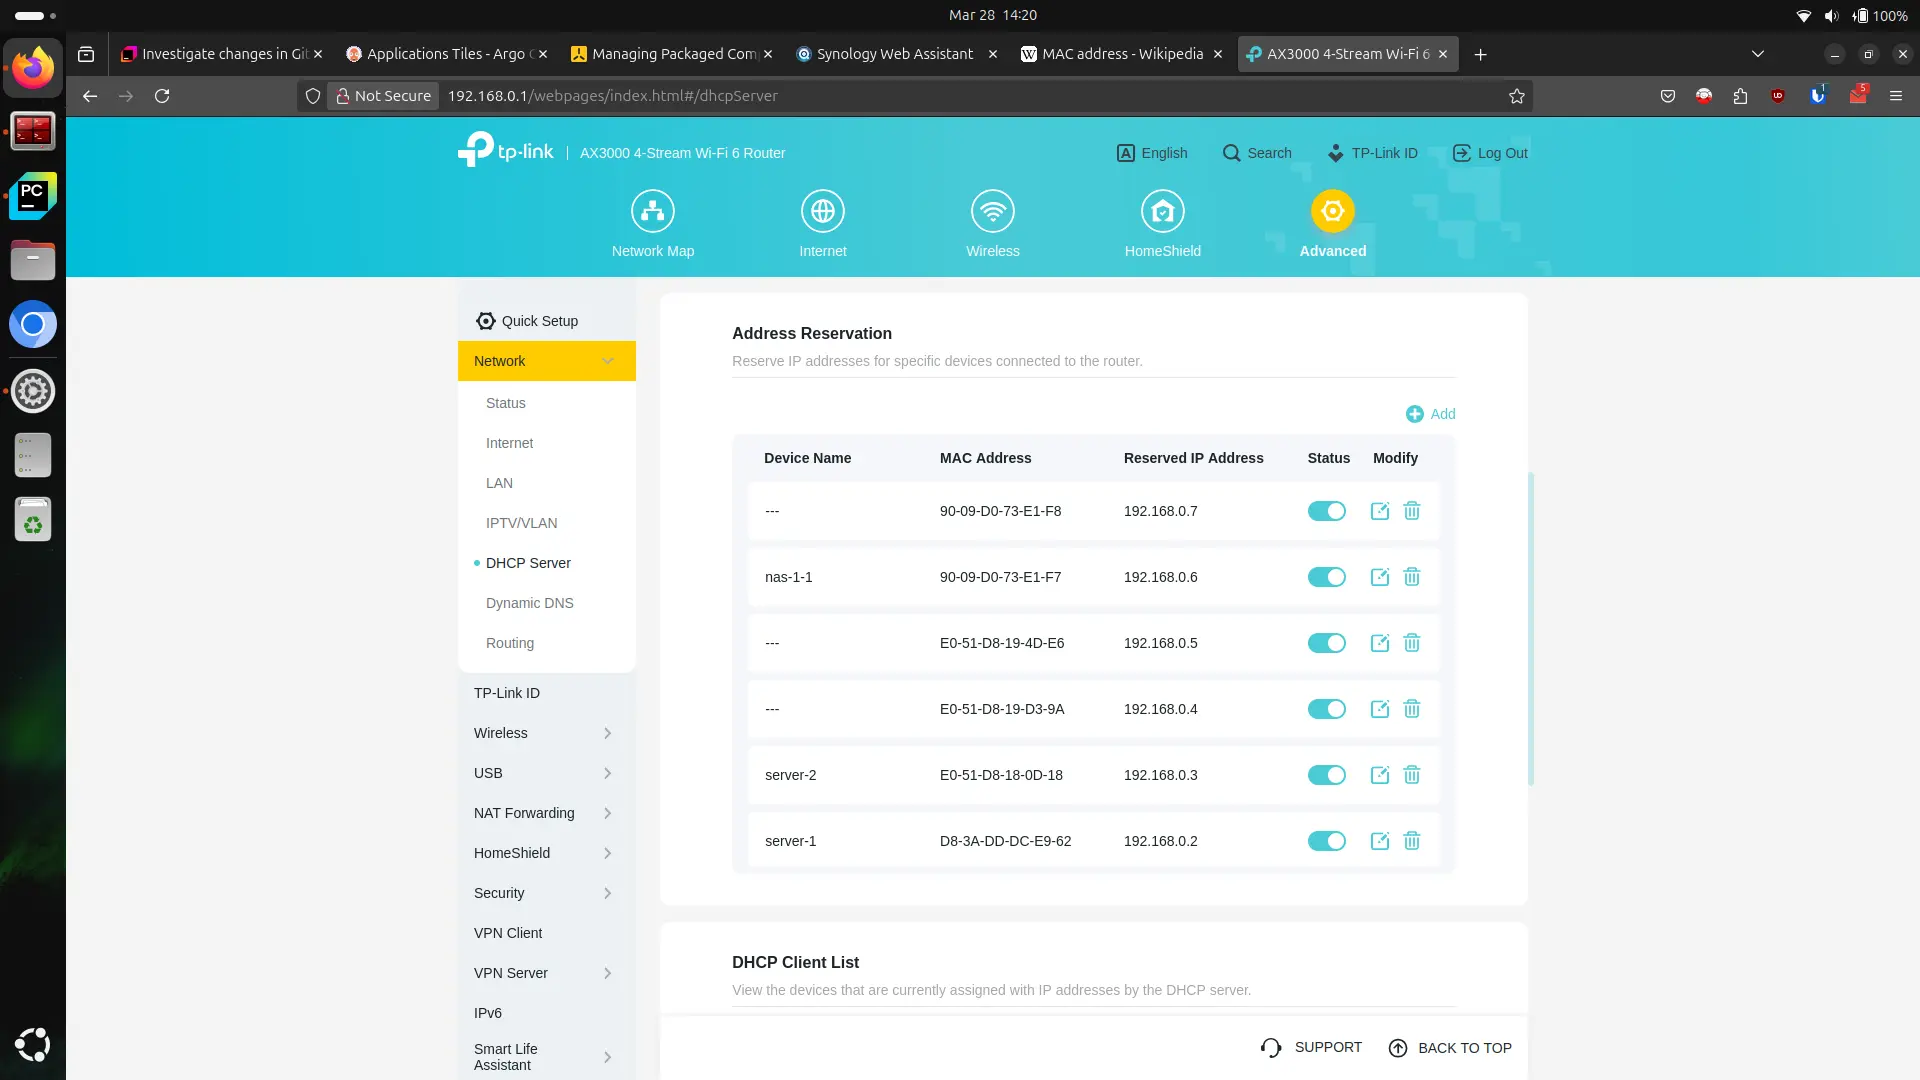 Mar 28 14:20
100%
Investigate changes in Git
Applications Tiles - Argo C
Managing Packaged Com
Synology Web Assistant
MAC address - Wikipedia
AX3000 4-Stream Wi-Fi 6
Not Secure
192.168.0.1/webpages/index.html#/dhcpServer
1
5
PC
tp-link | AX3000 4-Stream Wi-Fi 6 Router
English
Search
TP-Link ID
Log Out
Network Map
Internet
Wireless
HomeShield
Advanced
Quick Setup
Network
Status
Internet
LAN
IPTV/VLAN
DHCP Server
Dynamic DNS
Routing
TP-Link ID
Wireless
USB
NAT Forwarding
HomeShield
Security
VPN Client
VPN Server
IPv6
Smart Life
Assistant
Address Reservation
Reserve IP addresses for specific devices connected to the router.
Add
Device Name MAC Address Reserved IP Address Status Modify
--- 90-09-D0-73-E1-F8 192.168.0.7
nas-1-1 90-09-D0-73-E1-F7 192.168.0.6
--- E0-51-D8-19-4D-E6 192.168.0.5
--- E0-51-D8-19-D3-9A 192.168.0.4
server-2 E0-51-D8-18-0D-18 192.168.0.3
server-1 D8-3A-DD-DC-E9-62 192.168.0.2
DHCP Client List
View the devices that are currently assigned with IP addresses by the DHCP server.
SUPPORT
BACK TO TOP